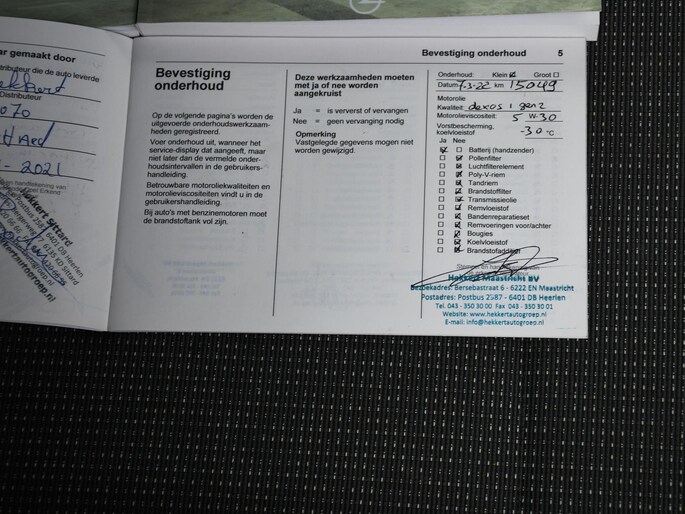 ar gemaakt door
tributeur die de auto leverde
Distributeur
2021
Hekkert Sittard
hekkertautogroep.nl
Bevestiging onderhoud 5
Bevestiging
onderhoud
Op de volgende pagina's worden de
uitgevoerde onderhoudswerkzaam-
heden geregistreerd.
Voer onderhoud uit, wanneer het
service-display dat aangeeft, maar
niet later dan de vermelde onder-
houdsintervallen in de gebruikers-
handleiding.
Betrouwbare motoroliekwaliteiten en
motorolieviscositeiten vindt u in de
gebruikershandleiding.
Bij auto's met benzinemotoren moet
de brandstoftank vol zijn.
Deze werkzaamheden moeten
met ja of nee worden
aangekruist
Ja = is ververst of vervangen
Nee = geen vervanging nodig
Opmerking
Vastgelegde gegevens mogen niet
worden gewijzigd.
Onderhoud: Klein Groot
Datum 7-3-22 km 15049
Motorolie
Kwaliteit: dexos 1 gen 2
Motorolieviscositeit: 5 W-30
Vorstbescherming,
koelvloeistof -30 °C
Ja Nee
Batterij (handzender)
Pollenfilter
Luchtfilterelement
Poly-V-riem
Tandriem
Brandstoffilter
Transmissieolie
Remvloeistof
Bandenreparatieset
Remvoeringen voor/achter
Bougies
Koelvloeistof
Brandstofadditief
Hekkert Maastricht BV
Bezoekadres: Bersebastraat 6 - 6222 EN Maastricht
Postadres: Postbus 2587 - 6401 DB Heerlen
Tel. 043 - 350 30 00 Fax 043 - 350 30 01
Website: www.hekkertautogroep.nl
E-mail: info@hekkertautogroep.nl